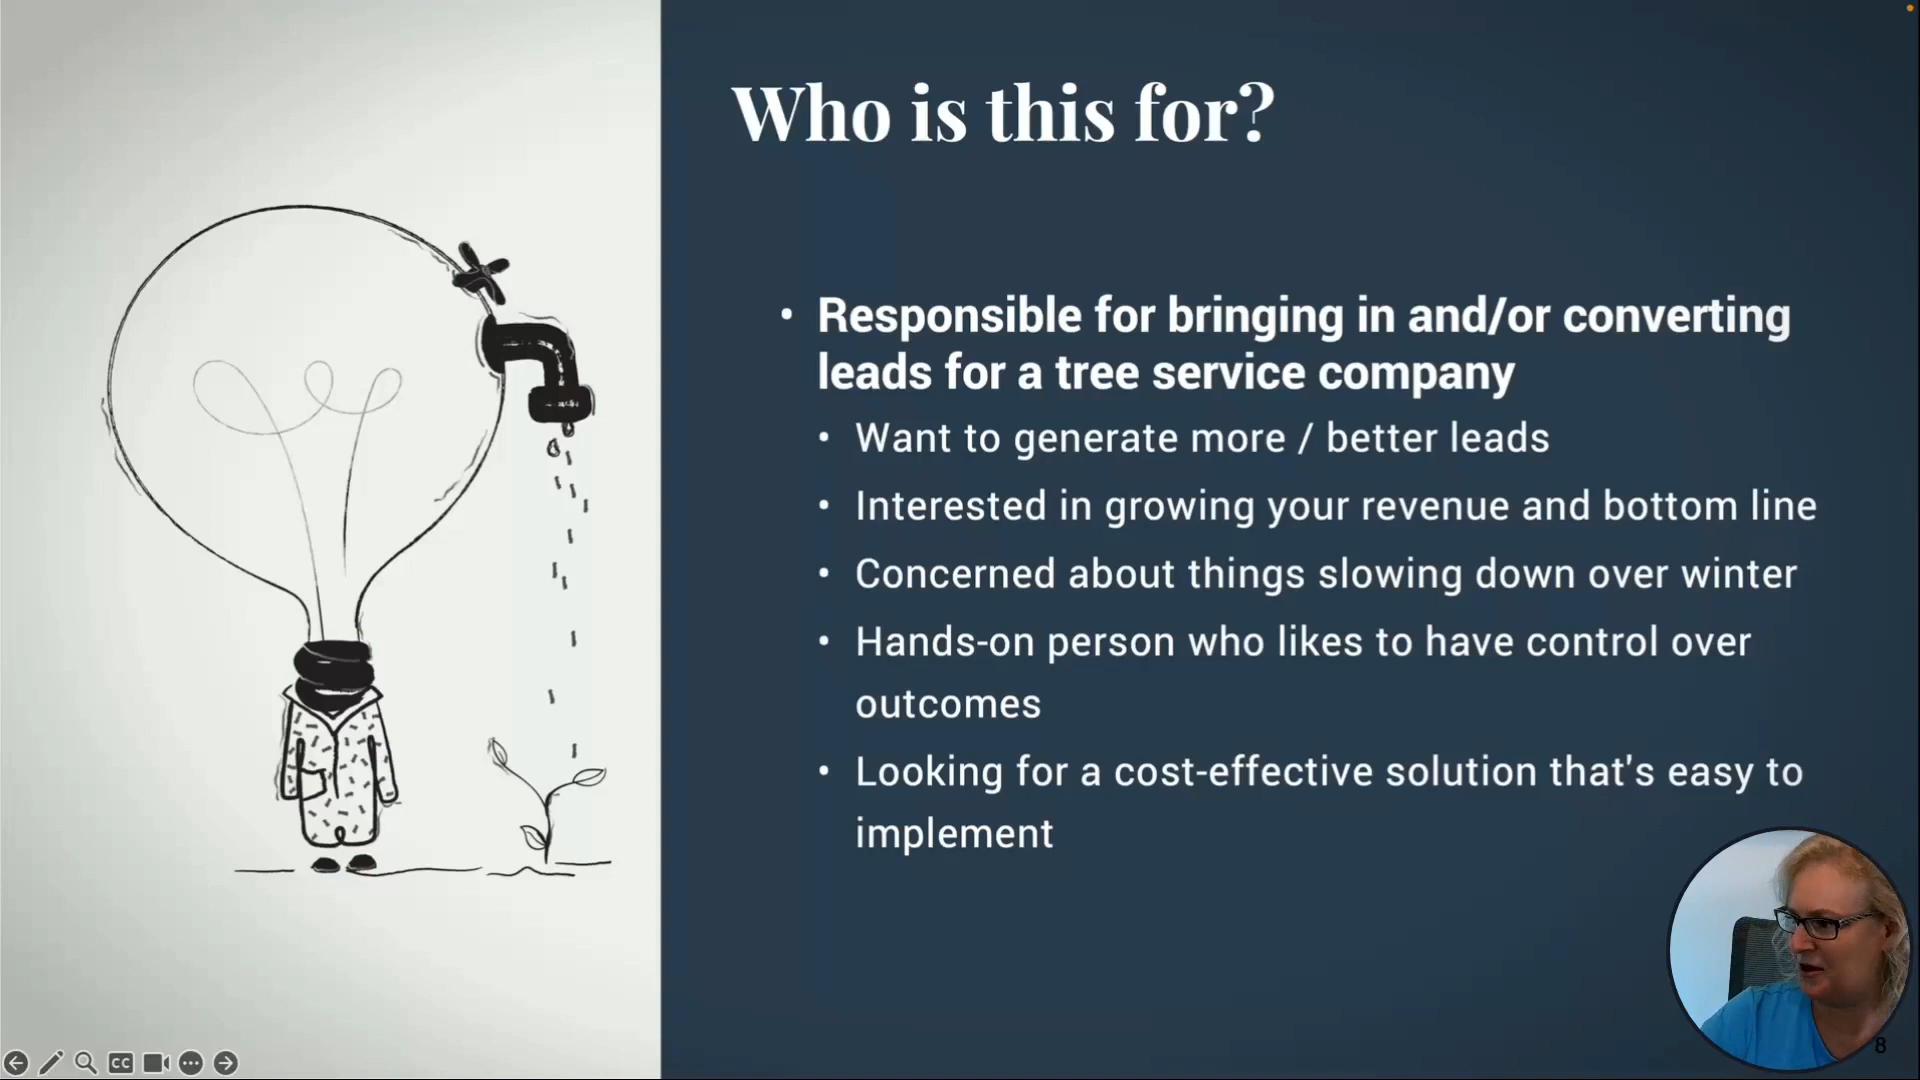 Who is this for?
• Responsible for bringing in and/or converting
leads for a tree service company
• Want to generate more / better leads
• Interested in growing your revenue and bottom line
• Concerned about things slowing down over winter
• Hands-on person who likes to have control over
outcomes
• Looking for a cost-effective solution that's easy to
implement
8
CC